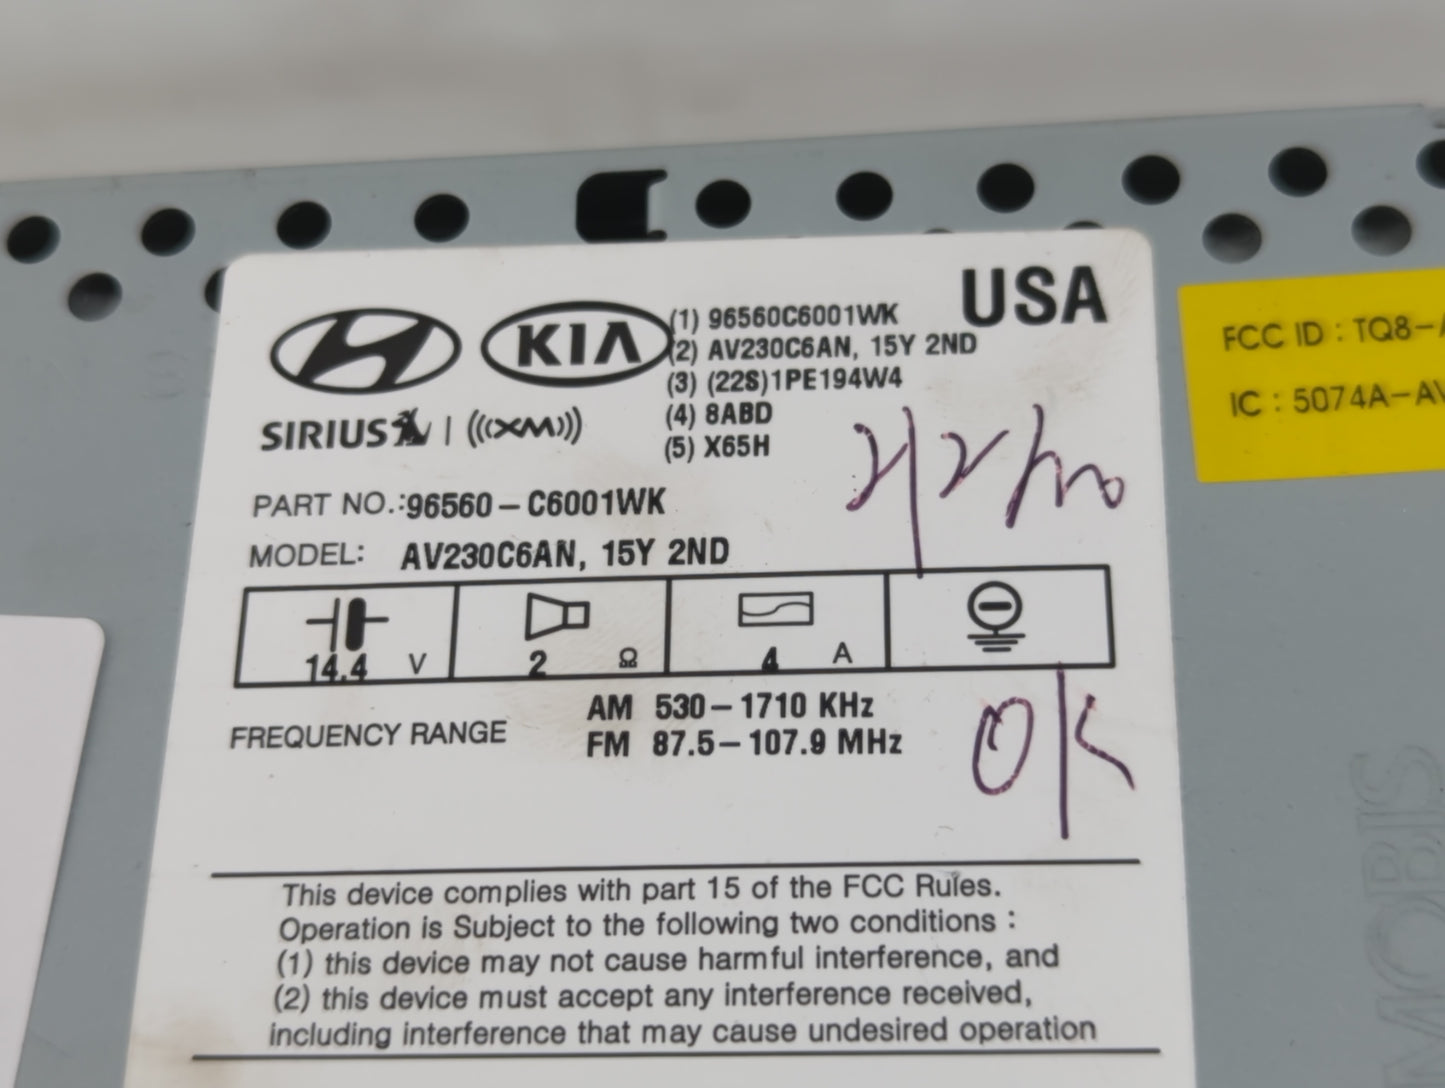 USA
KIA
(1) 96560C6001WK
(2) AV230C6AN, 15Y 2ND
(3) (22S)1PE194W4
(4) 8ABD
(5) X65H
SIRIUS | (((XM)))
PART NO.:96560-C6001WK
MODEL: AV230C6AN, 15Y 2ND
14.4 V 2 Ω 4 A
FREQUENCY RANGE AM 530-1710 KHz
FM 87.5-107.9 MHz
OK
This device complies with part 15 of the FCC Rules.
Operation is Subject to the following two conditions :
(1) this device may not cause harmful interference, and
(2) this device must accept any interference received,
including interference that may cause undesired operation
FCC ID : TQ8-
IC : 5074A-AV
MOBIS